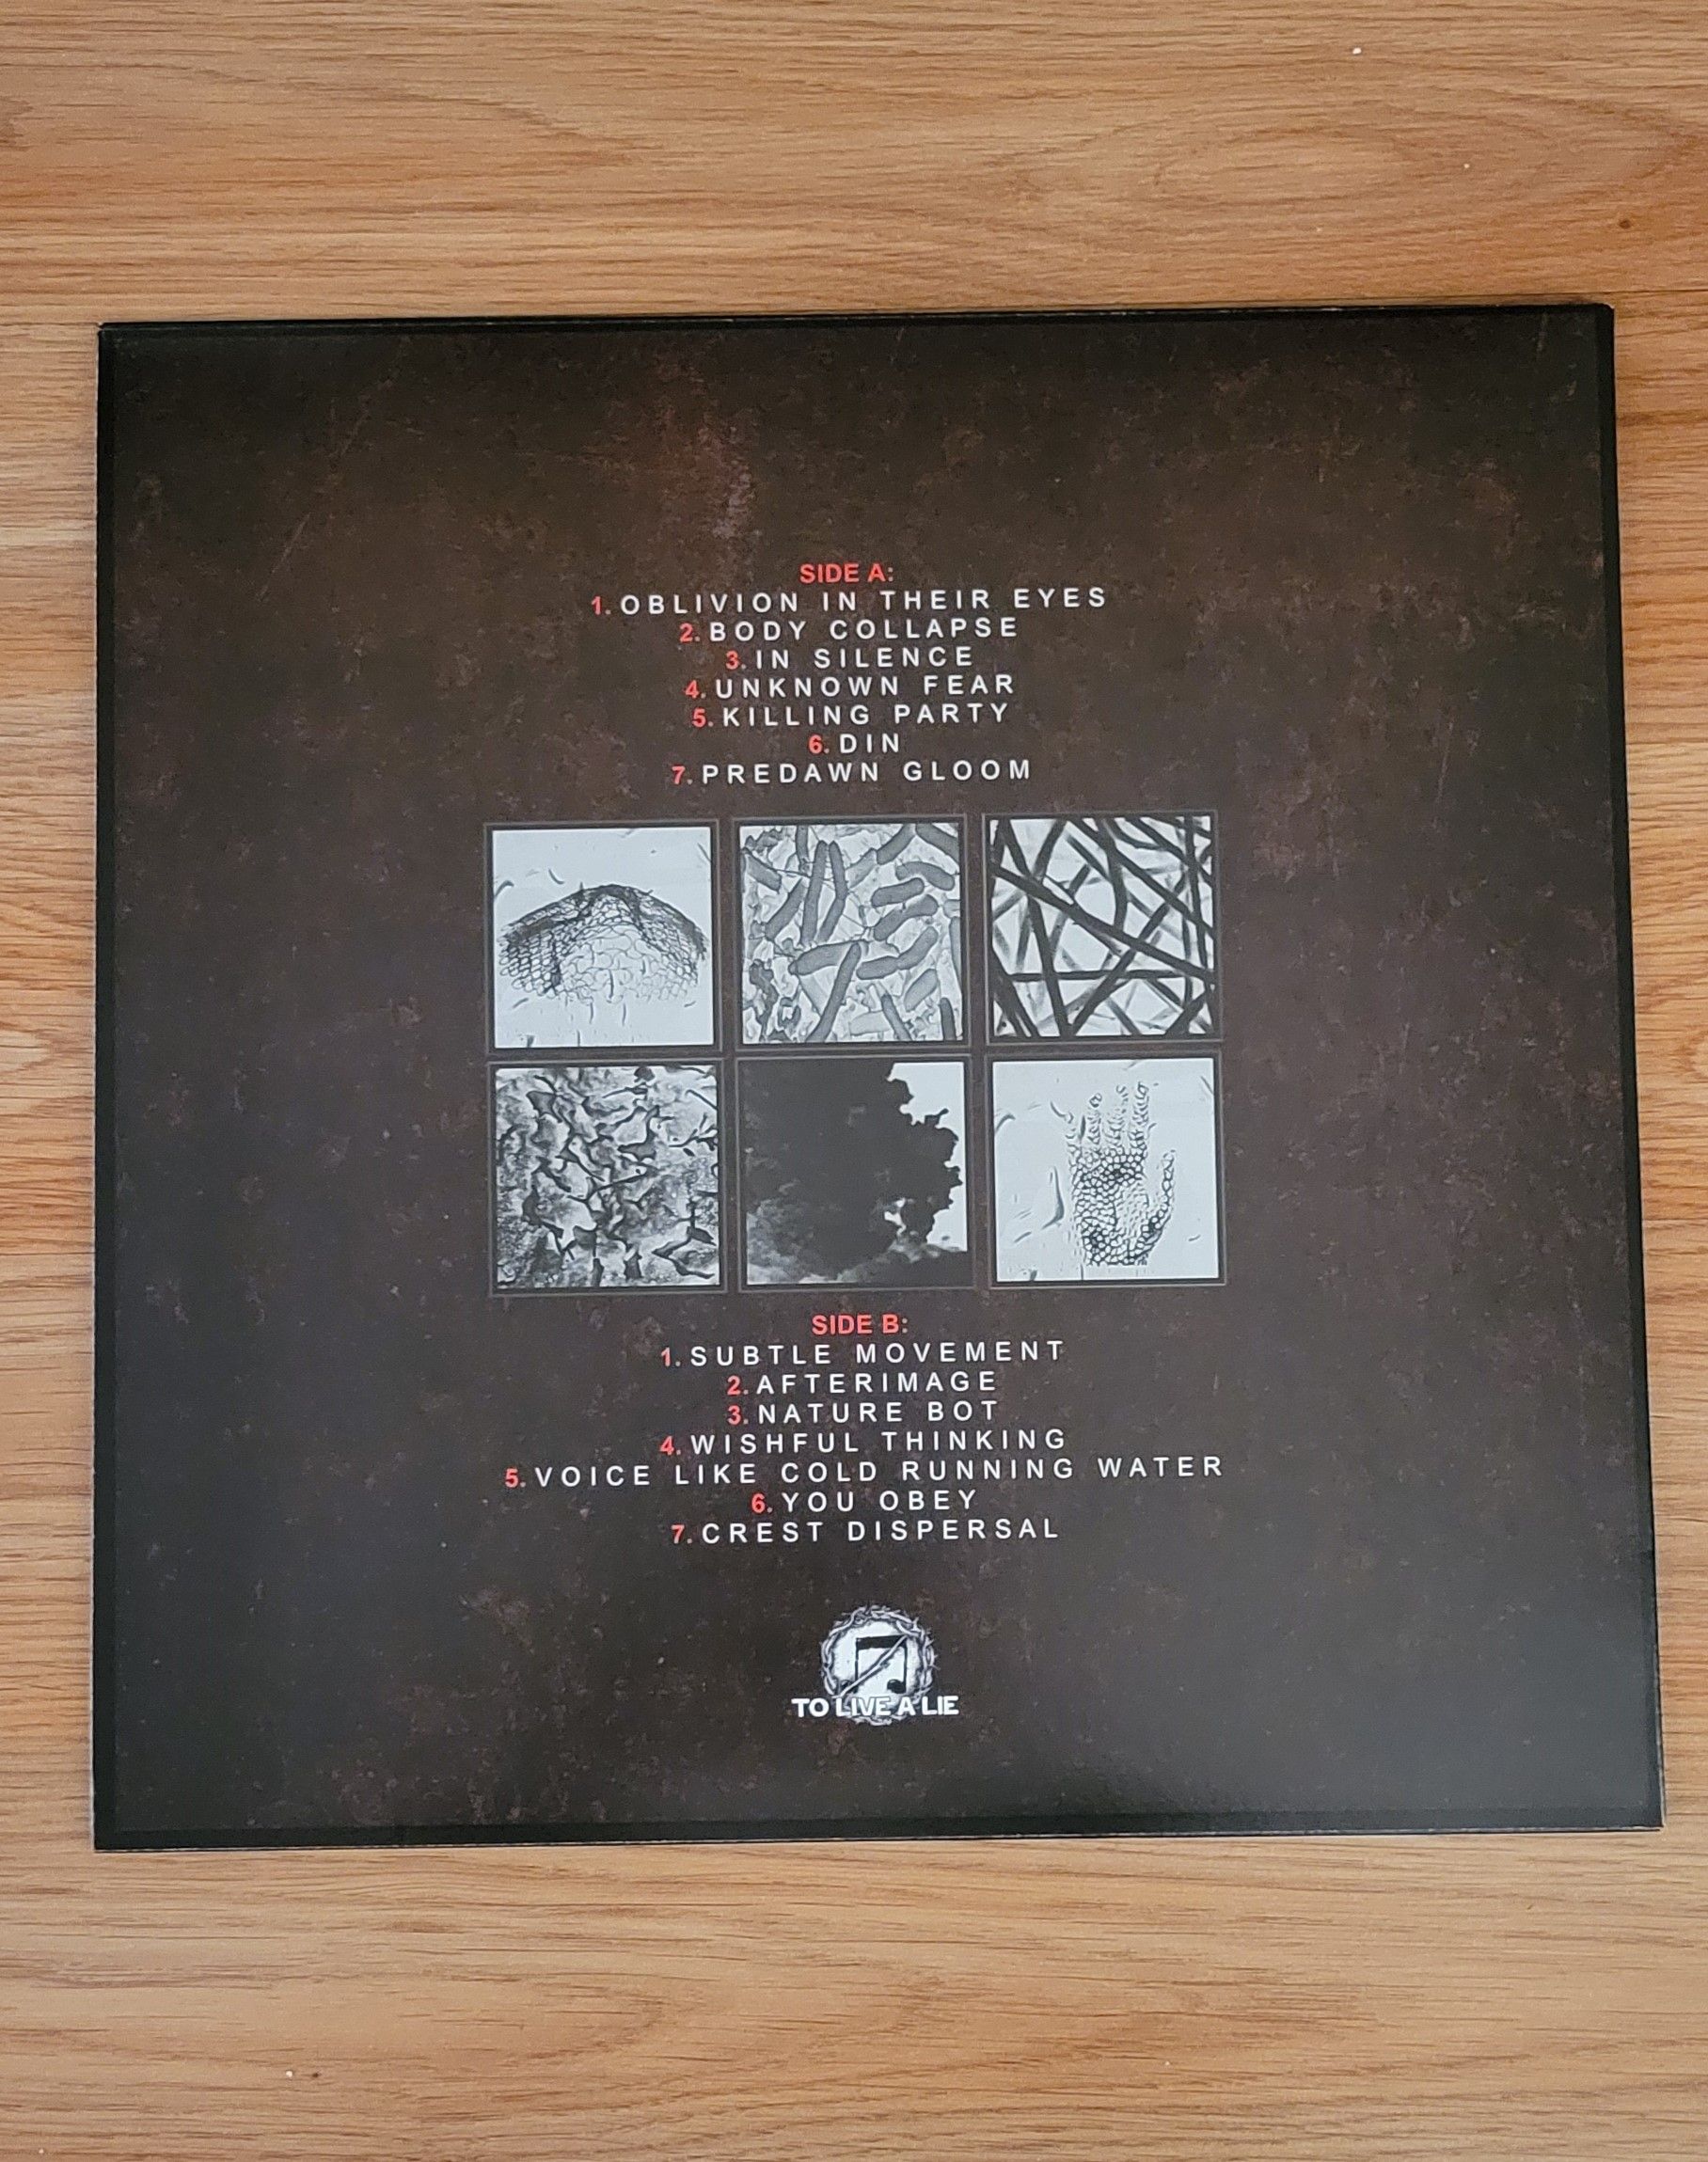 SIDE A:
1. OBLIVION IN THEIR EYES
2. BODY COLLAPSE
3. IN SILENCE
4. UNKNOWN FEAR
5. KILLING PARTY
6. DIN
7. PREDAWN GLOOM
SIDE B:
1. SUBTLE MOVEMENT
2. AFTERIMAGE
3. NATURE BOT
4. WISHFUL THINKING
5. VOICE LIKE COLD RUNNING WATER
6. YOU OBEY
7. CREST DISPERSAL
TO LIVE A LIE